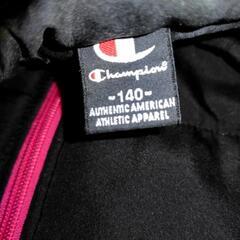 Champion
-140-
AUTHENTIC AMERICAN
ATHLETIC APPAREL